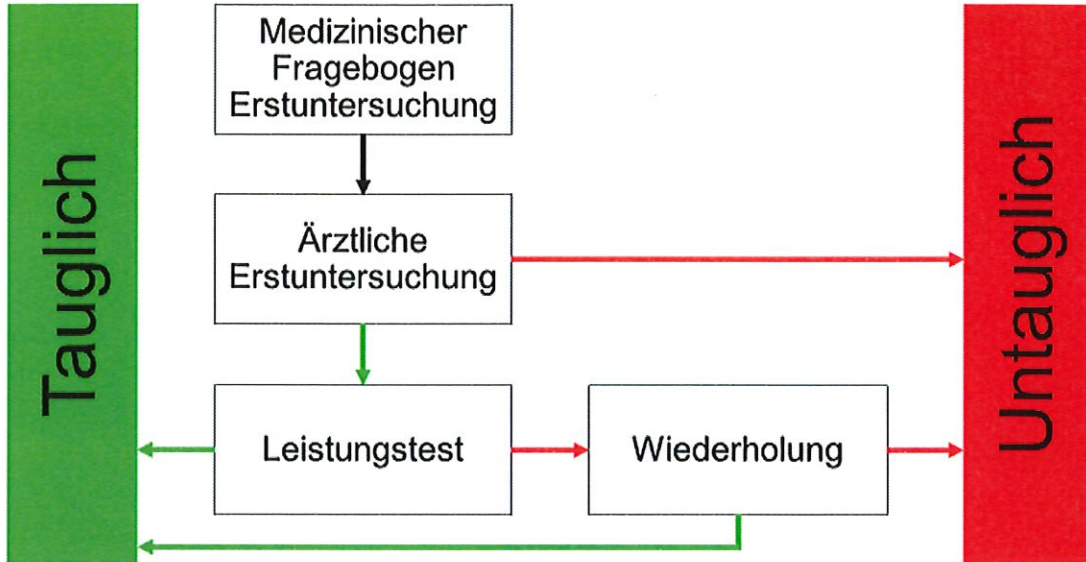 Tauglich
Medizinischer
Fragebogen
Erstuntersuchung
Ärztliche
Erstuntersuchung
Leistungstest
Wiederholung
Untauglich